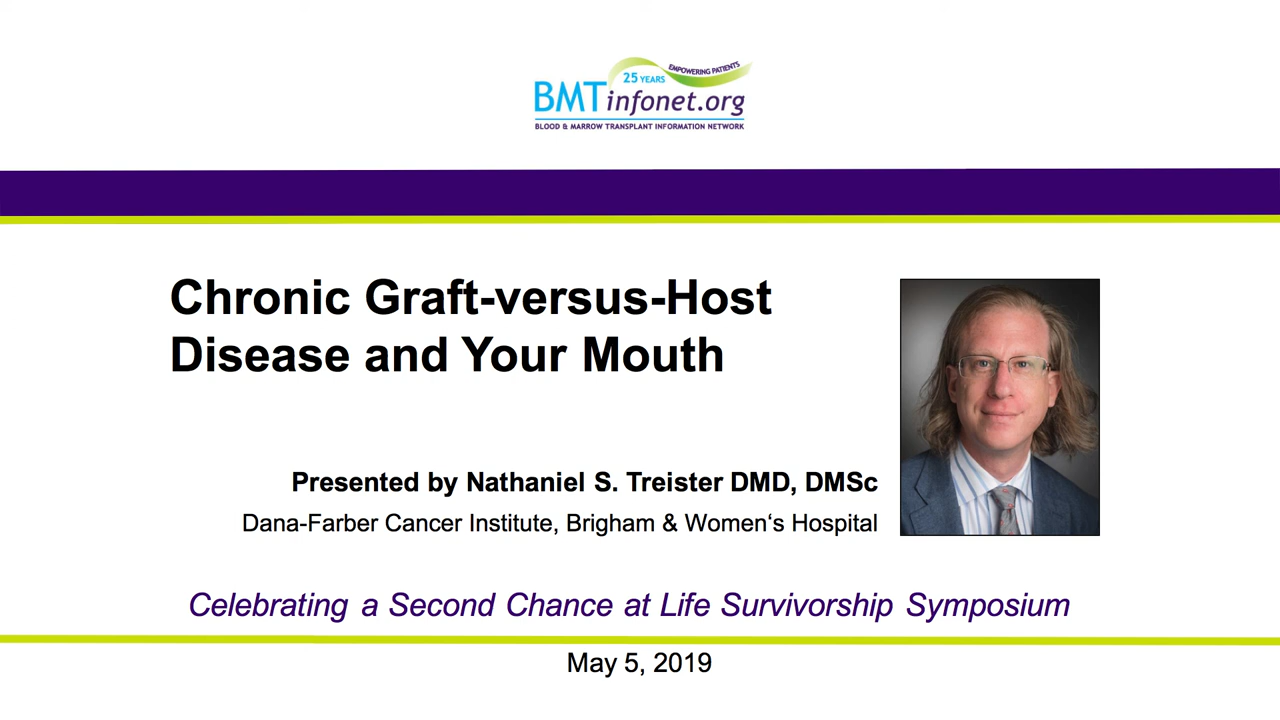 25 YEARS
EMPOWERING PATIENTS
BMTinfonet.org
BLOOD & MARROW TRANSPLANT INFORMATION NETWORK
Chronic Graft-versus-Host
Disease and Your Mouth
Presented by Nathaniel S. Treister DMD, DMSc
Dana-Farber Cancer Institute, Brigham & Women‘s Hospital
Celebrating a Second Chance at Life Survivorship Symposium
May 5, 2019